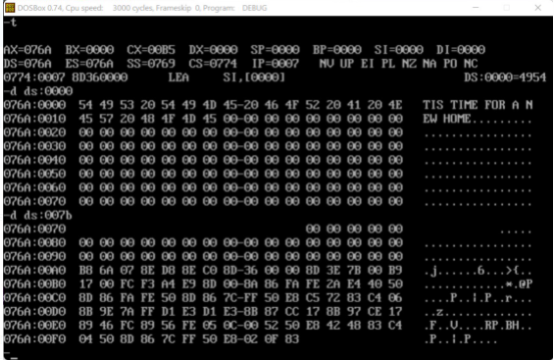 DOSBox 0.74, Cpu speed: 3000 cycles, Frameskip 0, Program: DEBUG
-t
AX=076A BX=0000 CX=00B5 DX=0000 SP=0000 BP=0000 SI=0000 DI=0000
DS=076A ES=076A SS=0769 CS=0774 IP=0007 NV UP EI PL NZ NA PO NC
0774:0007 8D360000 LEA SI,[0000] DS:0000=4954
-d ds:0000
076A:0000 54 49 53 20 54 49 4D 45-20 46 4F 52 20 41 20 4E TIS TIME FOR A N
076A:0010 45 57 20 48 4F 4D 45 00-00 00 00 00 00 00 00 00 EW HOME.........
076A:0020 00 00 00 00 00 00 00 00-00 00 00 00 00 00 00 00 ................
076A:0030 00 00 00 00 00 00 00 00-00 00 00 00 00 00 00 00 ................
076A:0040 00 00 00 00 00 00 00 00-00 00 00 00 00 00 00 00 ................
076A:0050 00 00 00 00 00 00 00 00-00 00 00 00 00 00 00 00 ................
076A:0060 00 00 00 00 00 00 00 00-00 00 00 00 00 00 00 00 ................
076A:0070 00 00 00 00 00 00 00 00-00 00 00 00 00 00 00 00 ................
-d ds:007b
076A:0070 00 00 00 00 00 .....
076A:0080 00 00 00 00 00 00 00 00-00 00 00 00 00 00 00 00 ................
076A:0090 00 00 00 00 00 00 00 00-00 00 00 00 00 00 00 00 ................
076A:00A0 B8 6A 07 8E D8 8E C0 8D-36 00 00 8D 3E 7B 00 B9 .j......6...>{..
076A:00B0 17 00 FC F3 A4 E9 8D 00-8A 86 FA FE 2A E4 40 50 ............*.@P
076A:00C0 8D 86 FA FE 50 8D 86 7C-FF 50 E8 C5 72 83 C4 06 ....P..|.P..r...
076A:00D0 8B 9E 7A FF D1 E3 D1 E3-8B 87 CC 17 8B 97 CE 17 ..z.............
076A:00E0 89 46 FC 89 56 FE 05 0C-00 52 50 E8 42 48 83 C4 .F..V....RP.BH..
076A:00F0 04 50 8D 86 7C FF 50 E8-02 0F 83 .P..|.P....
-